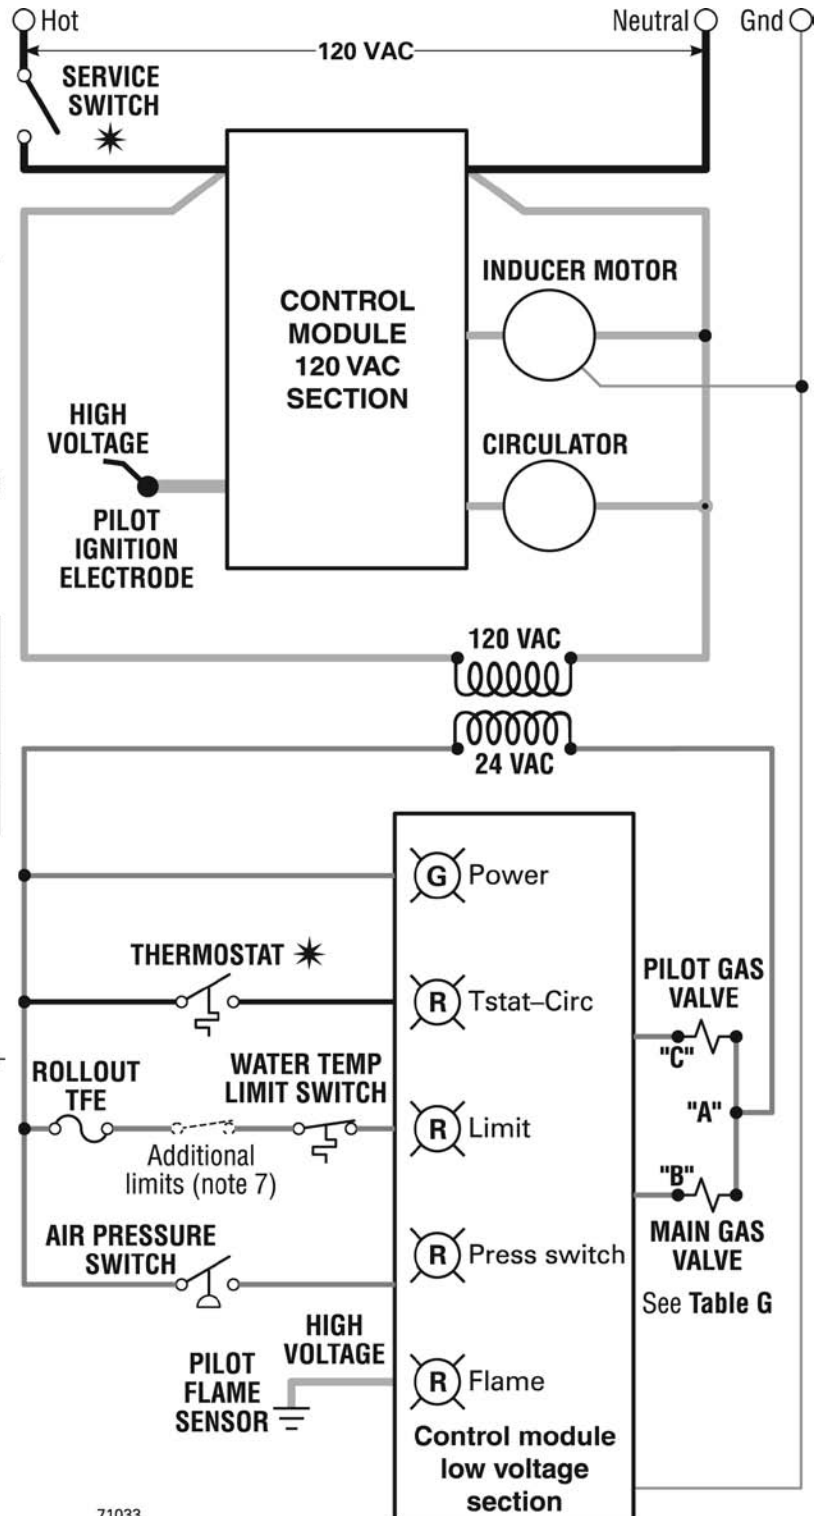 Hot
Neutral
Gnd
120 VAC
SERVICE
SWITCH
CONTROL
MODULE
120 VAC
SECTION
INDUCER MOTOR
HIGH
VOLTAGE
CIRCULATOR
PILOT
IGNITION
ELECTRODE
120 VAC
24 VAC
G Power
THERMOSTAT
R Tstat–Circ
PILOT GAS
VALVE
"C"
ROLLOUT
TFE
WATER TEMP
LIMIT SWITCH
"A"
R Limit
Additional
limits (note 7)
"B"
MAIN GAS
VALVE
AIR PRESSURE
SWITCH
R Press switch
See Table G
HIGH
VOLTAGE
PILOT
FLAME
SENSOR
R Flame
Control module
low voltage
section
71033